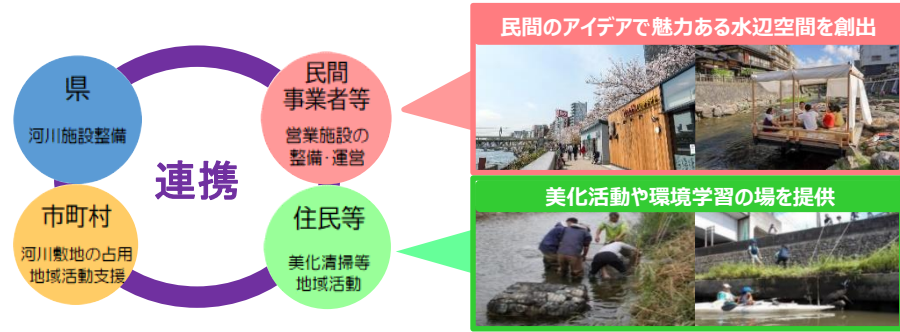 県
河川施設整備
民間
事業者等
営業施設の
整備・運営
連携
市町村
河川敷地の占用
地域活動支援
住民等
美化清掃等
地域活動
民間のアイデアで魅力ある水辺空間を創出
美化活動や環境学習の場を提供